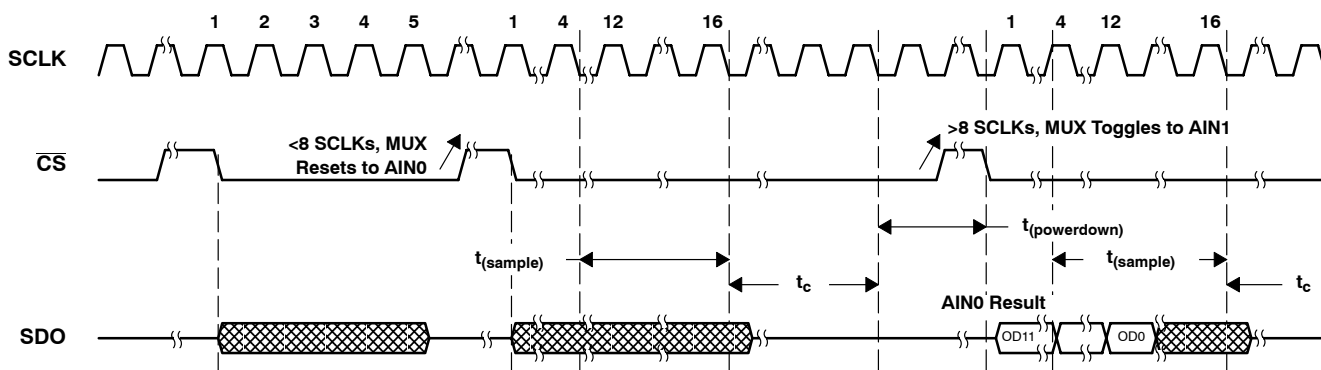 1 2 3 4 5 1 4 12 16 1 4 12 16
SCLK
<8 SCLKs, MUX
Resets to AIN0
>8 SCLKs, MUX Toggles to AIN1
CS
t(powerdown)
t(sample)
t(sample)
tc
tc
AIN0 Result
SDO
OD11
OD0